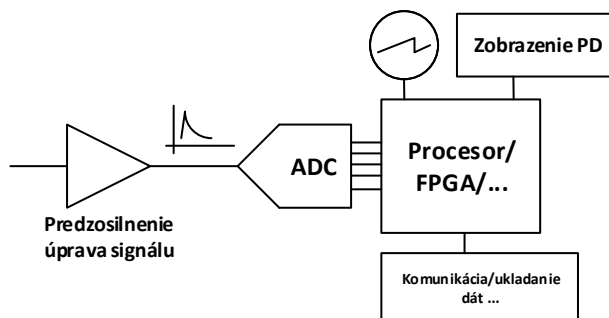 Zobrazenie PD
ADC
Procesor/
FPGA/...
Predzosilnenie
úprava signálu
Komunikácia/ukladanie
dát ...